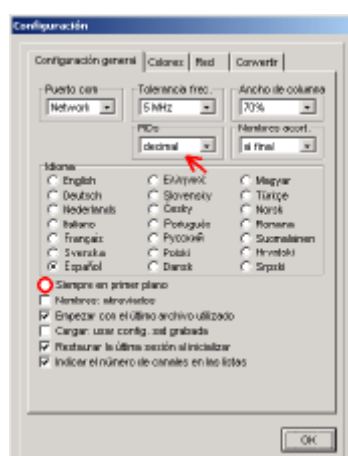 Configuración
Configuración general Colores Red Convertir
Puerto com Tolerancia frec. Ancho de columna
Network 5 MHz 70%
PIDs Nombres acort.
decimal al final
Idioma
English Ελληνικά Magyar
Deutsch Slovensky Türkçe
Nederlands Česky Norsk
Italiano Português Romana
Français Русский Suomalainen
Svenska Polski Hrvatski
Español Dansk Srpski
Siempre en primer plano
Nombres: abreviados
Empezar con el último archivo utilizado
Cargar: usar config. sat grabada
Restaurar la última sesión al inicializar
Indicar el número de canales en las listas
OK